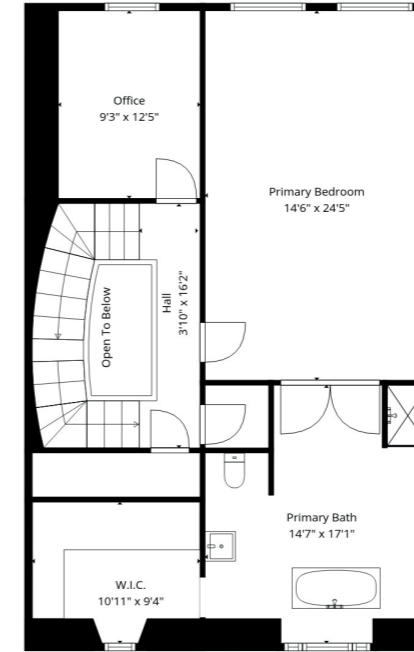 Office
9'3" x 12'5"
Primary Bedroom
14'6" x 24'5"
Open To Below
Hall
3'10" x 16'2"
Primary Bath
14'7" x 17'1"
W.I.C.
10'11" x 9'4"